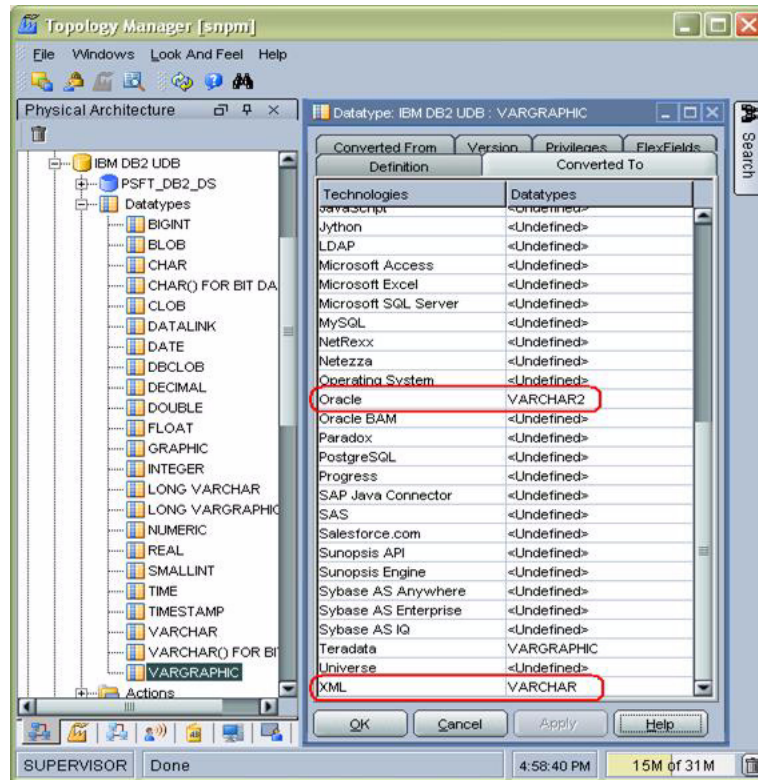 Topology Manager [snpm]
File Windows Look And Feel Help
Physical Architecture
IBM DB2 UDB
PSFT_DB2_DS
Datatypes
BIGINT
BLOB
CHAR
CHAR() FOR BIT DA
CLOB
DATALINK
DATE
DBCLOB
DECIMAL
DOUBLE
FLOAT
GRAPHIC
INTEGER
LONG VARCHAR
LONG VARGRAPHIC
NUMERIC
REAL
SMALLINT
TIME
TIMESTAMP
VARCHAR
VARCHAR() FOR BI
VARGRAPHIC
Actions
Datatype: IBM DB2 UDB : VARGRAPHIC
Converted From Version Privileges FlexFields
Definition Converted To
Technologies Datatypes
JavaScript <Undefined>
Jython <Undefined>
LDAP <Undefined>
Microsoft Access <Undefined>
Microsoft Excel <Undefined>
Microsoft SQL Server <Undefined>
MySQL <Undefined>
NetRexx <Undefined>
Netezza <Undefined>
Operating System <Undefined>
Oracle VARCHAR2
Oracle BAM <Undefined>
Paradox <Undefined>
PostgreSQL <Undefined>
Progress <Undefined>
SAP Java Connector <Undefined>
SAS <Undefined>
Salesforce.com <Undefined>
Sunopsis API <Undefined>
Sunopsis Engine <Undefined>
Sybase AS Anywhere <Undefined>
Sybase AS Enterprise <Undefined>
Sybase AS IQ <Undefined>
Teradata VARGRAPHIC
Universe <Undefined>
XML VARCHAR
OK Cancel Apply Help
Search
SUPERVISOR Done 4:58:40 PM 15M of 31M